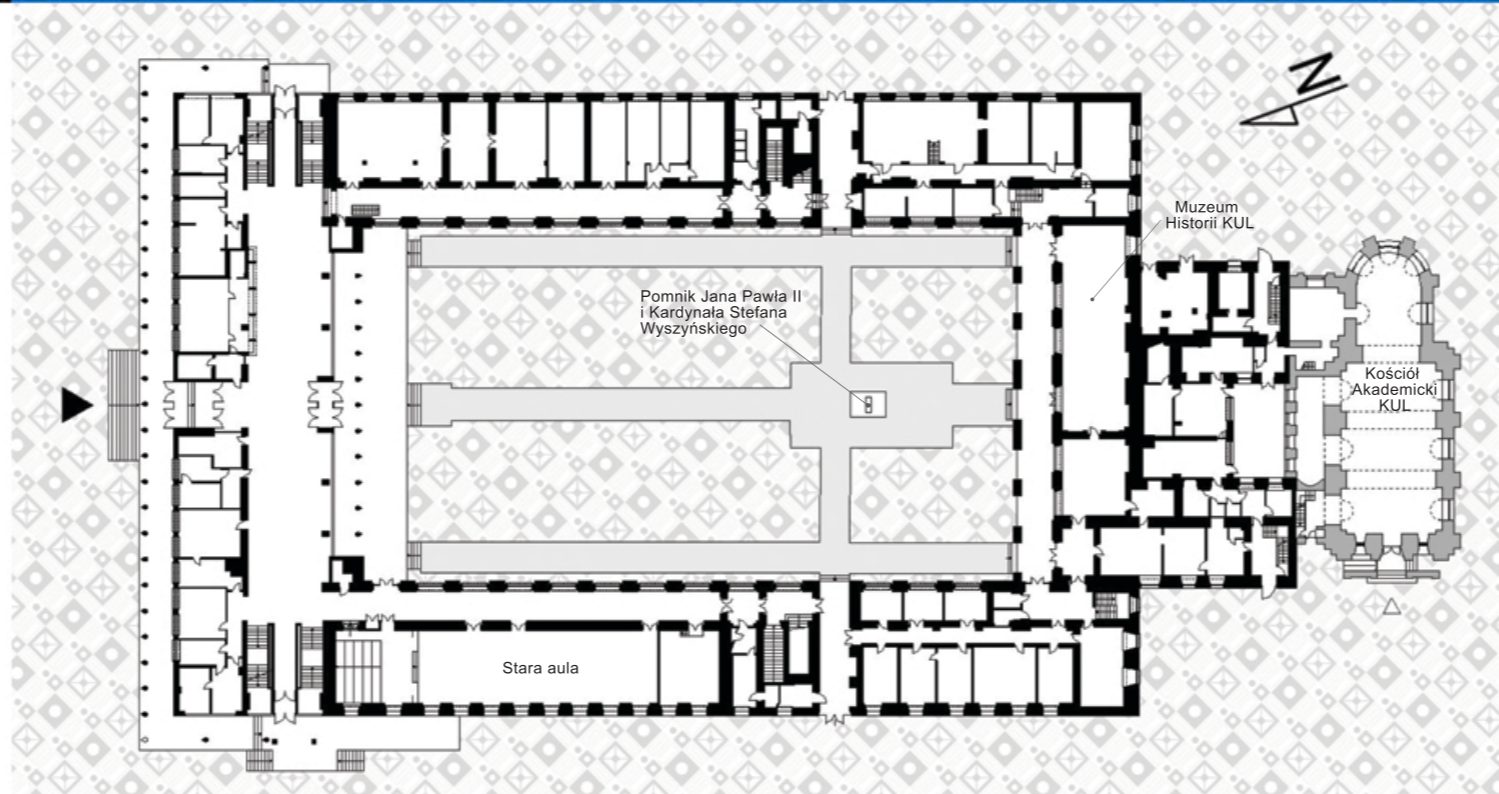 N
Muzeum
Historii KUL
Pomnik Jana Pawła II
i Kardynała Stefana
Wyszyńskiego
Kościół
Akademicki
KUL
Stara aula